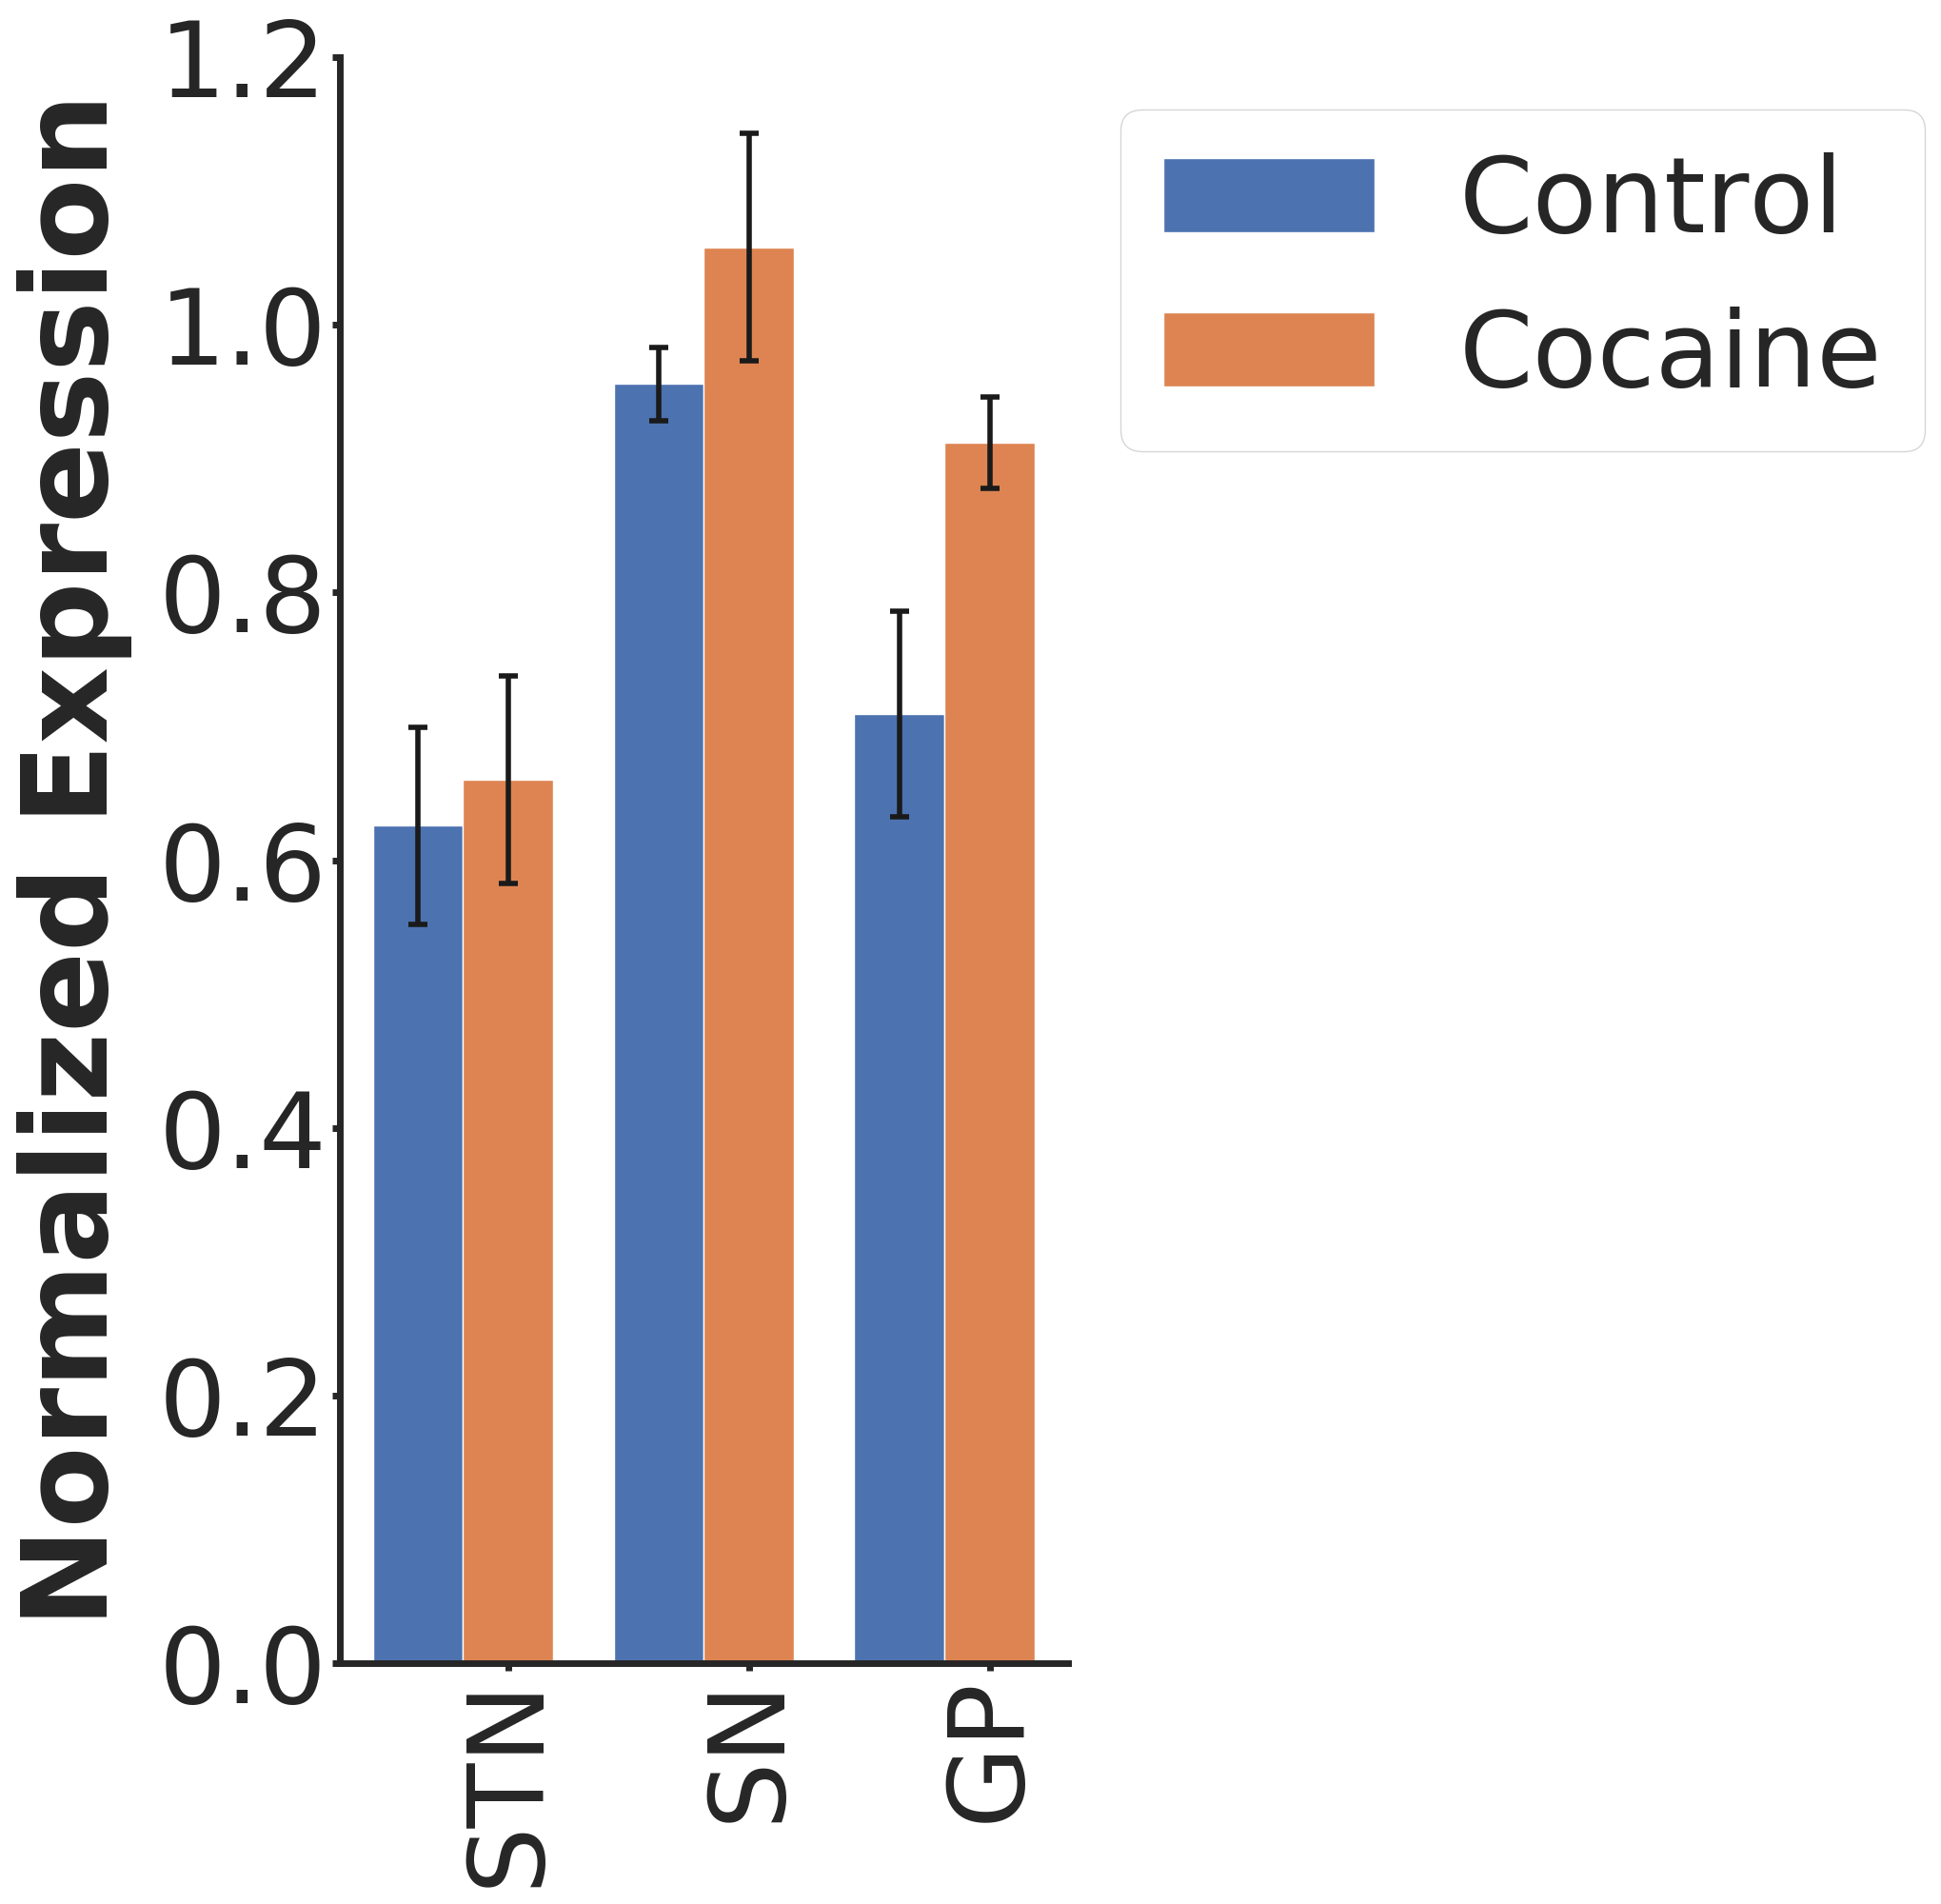 Normalized Expression
1.2
1.0
0.8
0.6
0.4
0.2
0.0
STN
SN
GP
Control
Cocaine